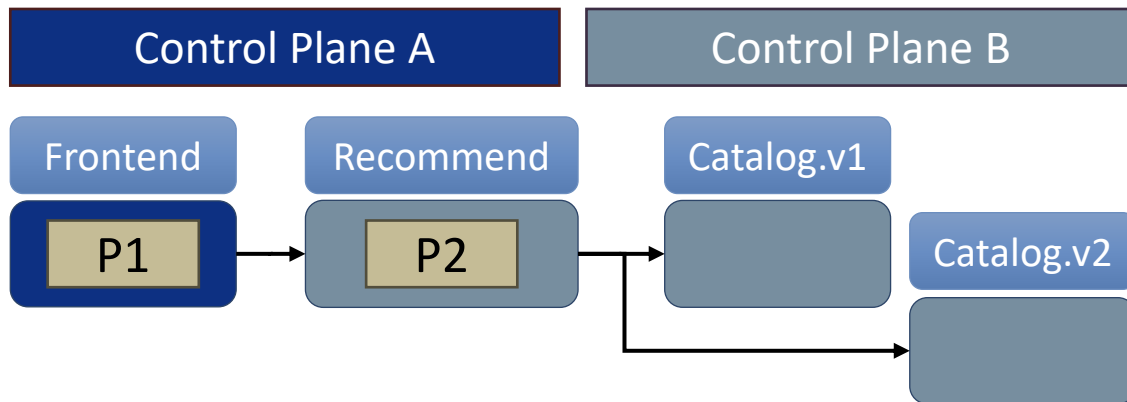 Control Plane A
Control Plane B
Frontend
Recommend
Catalog.v1
P1
P2
Catalog.v2